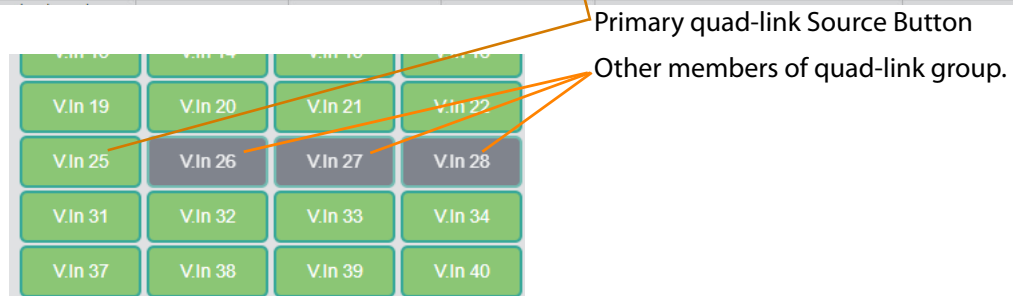 Primary quad-link Source Button
Other members of quad-link group.
V.In 19 V.In 20 V.In 21 V.In 22
V.In 25 V.In 26 V.In 27 V.In 28
V.In 31 V.In 32 V.In 33 V.In 34
V.In 37 V.In 38 V.In 39 V.In 40